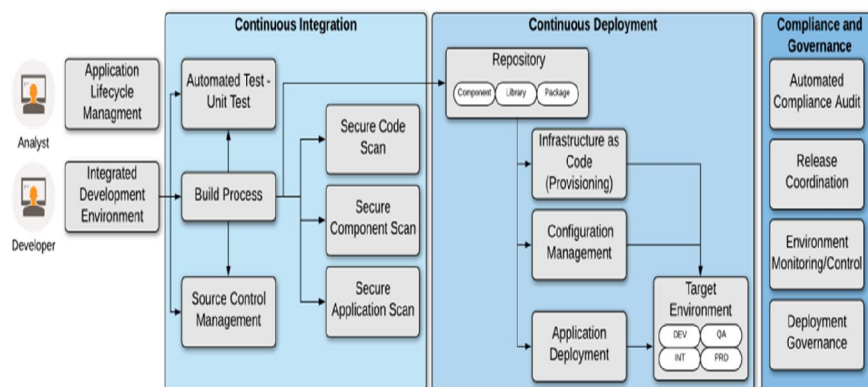 Continuous Integration
Continuous Deployment
Compliance and
Governance
Analyst
Developer
Application
Lifecycle
Managment
Integrated
Development
Environment
Automated Test -
Unit Test
Build Process
Source Control
Management
Secure Code
Scan
Secure
Component Scan
Secure
Application Scan
Repository
Component
Library
Package
Infrastructure as
Code
(Provisioning)
Configuration
Management
Application
Deployment
Target
Environment
DEV
QA
INT
PRD
Automated
Compliance Audit
Release
Coordination
Environment
Monitoring/Control
Deployment
Governance